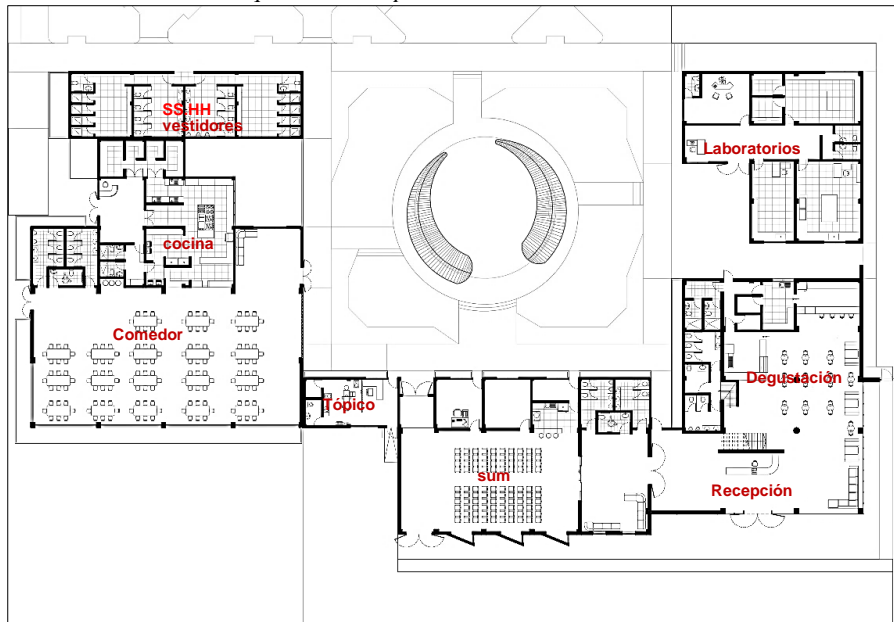 SS.HH
vestidores
Laboratorios
cocina
Comedor
Degustación
Tópico
sum
Recepción